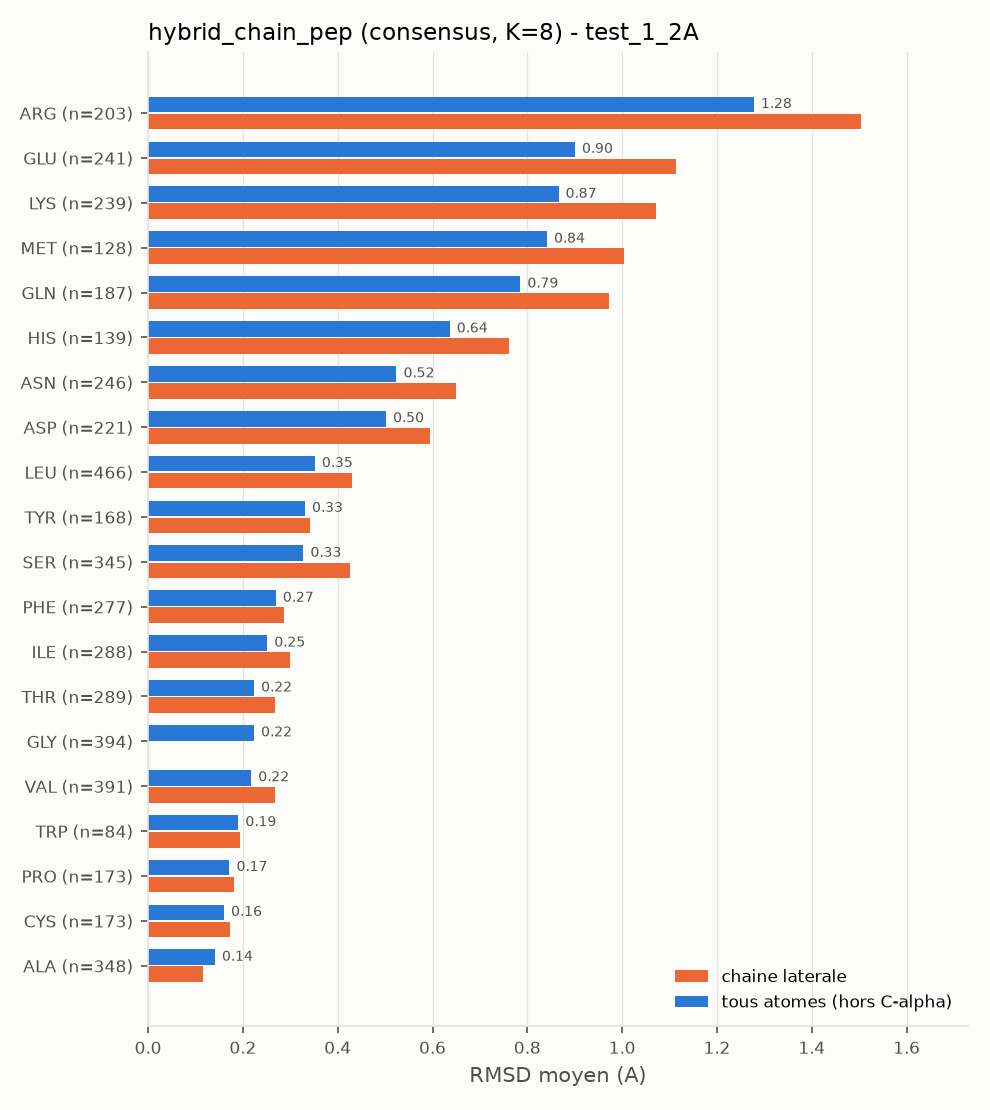 hybrid_chain_pep (consensus, K=8) - test_1_2A
ARG (n=203) 1.28
GLU (n=241) 0.90
LYS (n=239) 0.87
MET (n=128) 0.84
GLN (n=187) 0.79
HIS (n=139) 0.64
ASN (n=246) 0.52
ASP (n=221) 0.50
LEU (n=466) 0.35
TYR (n=168) 0.33
SER (n=345) 0.33
PHE (n=277) 0.27
ILE (n=288) 0.25
THR (n=289) 0.22
GLY (n=394) 0.22
VAL (n=391) 0.22
TRP (n=84) 0.19
PRO (n=173) 0.17
CYS (n=173) 0.16
ALA (n=348) 0.14
chaine laterale
tous atomes (hors C-alpha)
0.0 0.2 0.4 0.6 0.8 1.0 1.2 1.4 1.6
RMSD moyen (A)